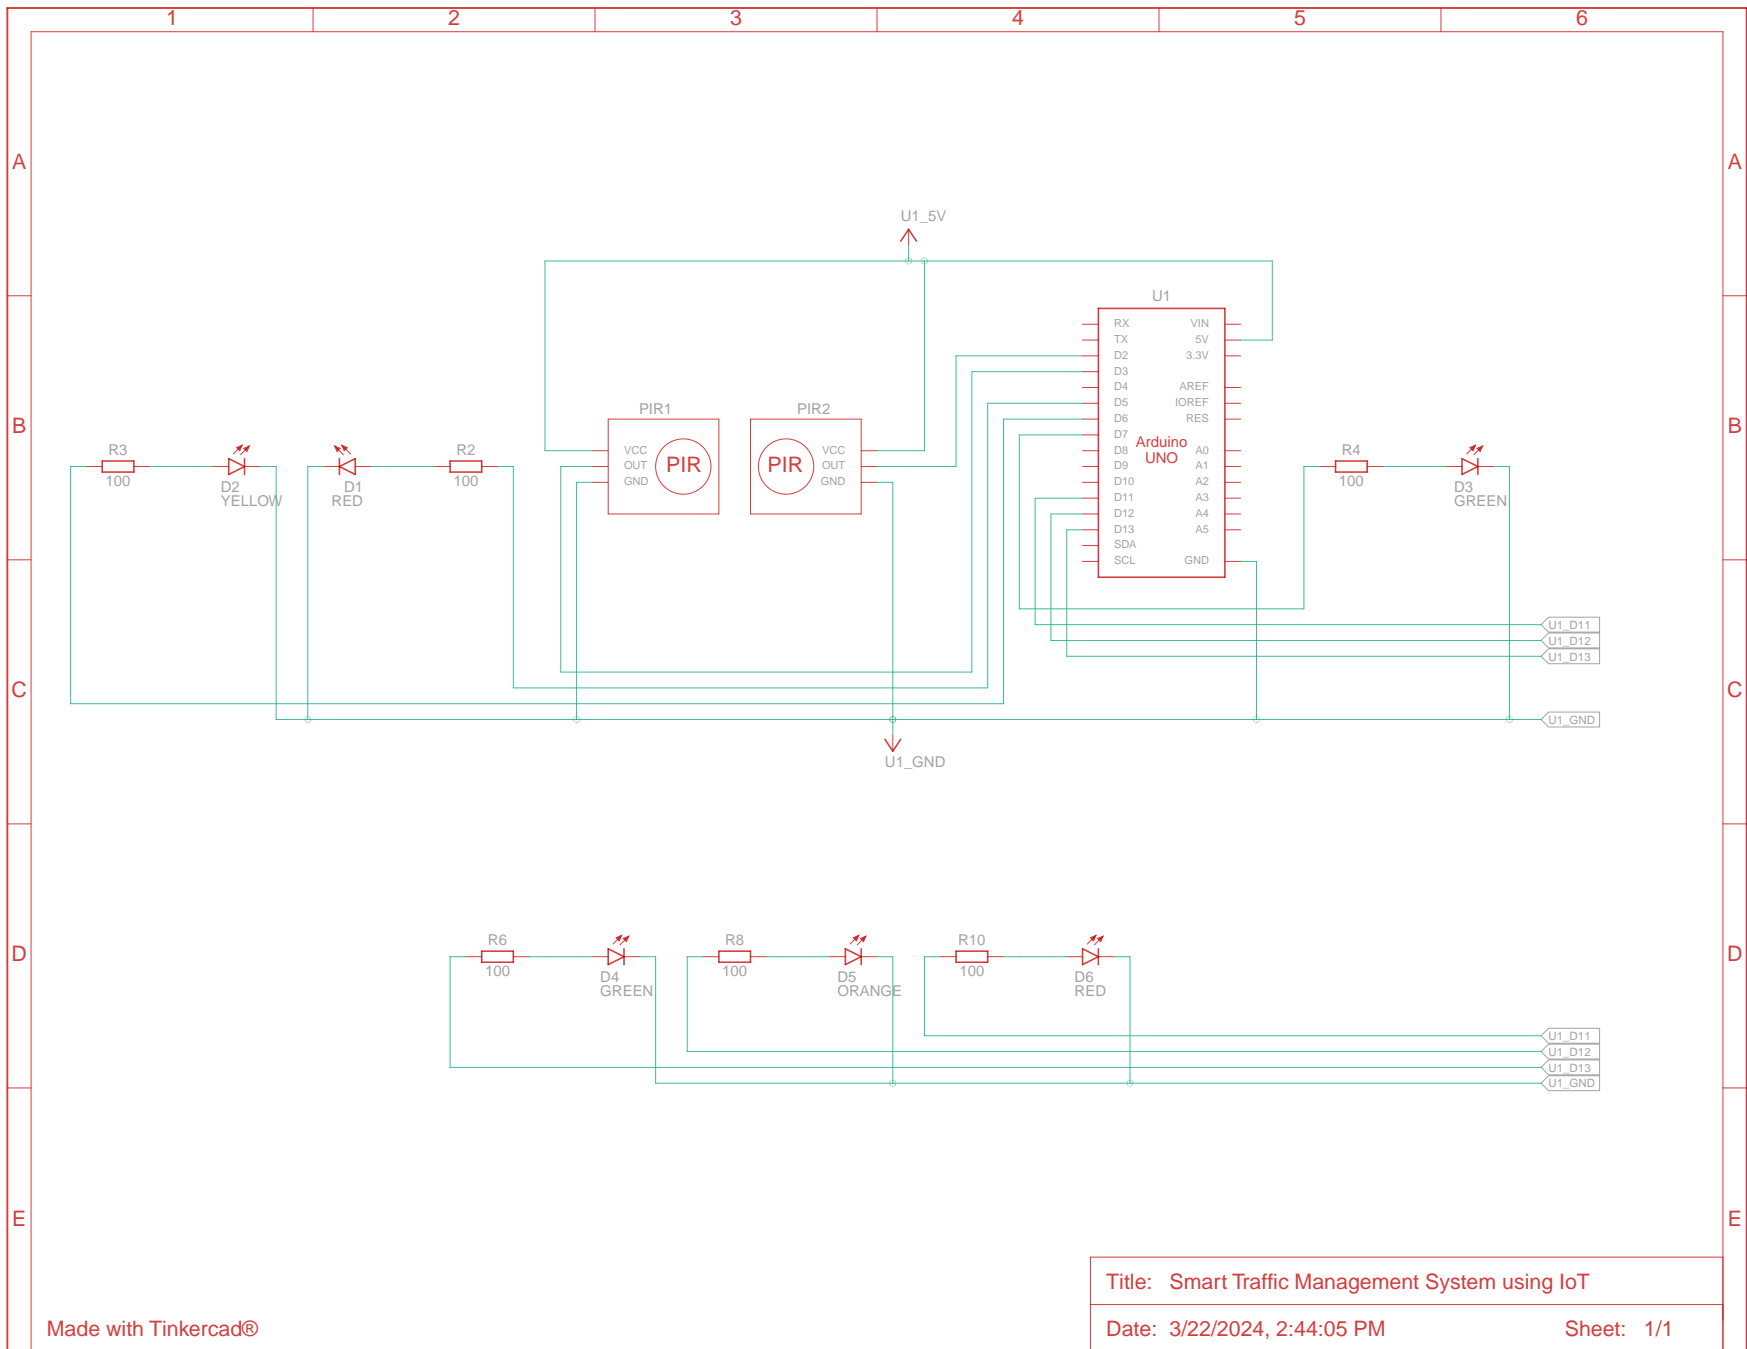 1 2 3 4 5 6
A A
U1_5V
U1
B B
RX VIN
TX 5V
D2 3.3V
D3
D4 AREF
D5 IOREF
D6 RES
D7
D8 A0
D9 A1
D10 A2
D11 A3
D12 A4
D13 A5
SDA
SCL GND
Arduino
UNO
PIR1 PIR2
VCC VCC
OUT PIR PIR OUT
GND GND
R3 R2 R4
100 100 100
D2 D1 D3
YELLOW RED GREEN
U1_D11
U1_D12
U1_D13
C C
U1_GND
U1_GND
R6 R8 R10
D D
100 100 100
D4 D5 D6
GREEN ORANGE RED
U1_D11
U1_D12
U1_D13
U1_GND
E E
Title: Smart Traffic Management System using IoT
Made with Tinkercad® Date: 3/22/2024, 2:44:05 PM Sheet: 1/1